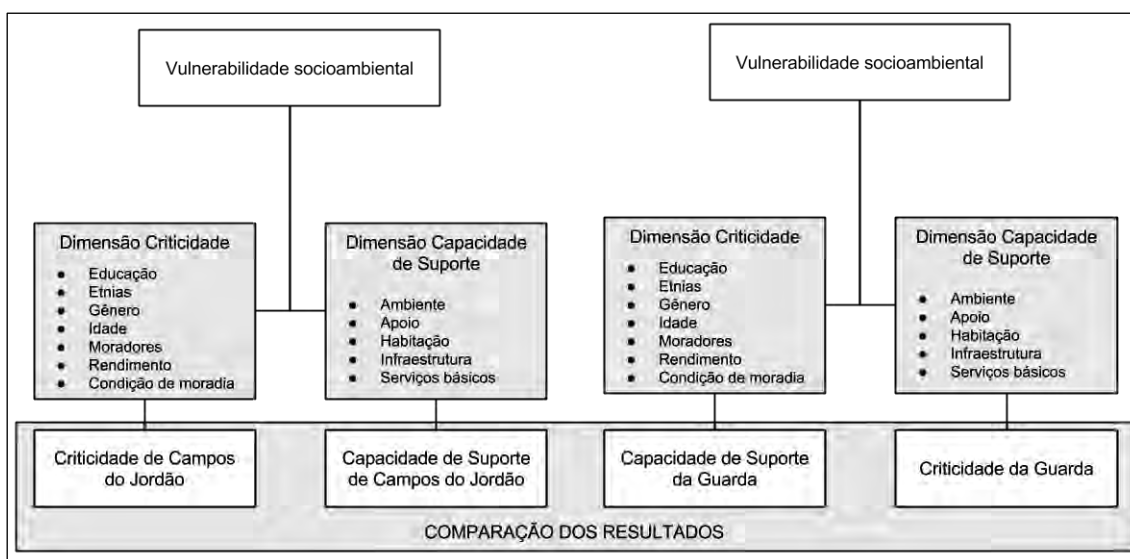 Vulnerabilidade socioambiental
Vulnerabilidade socioambiental
Dimensão Criticidade
● Educação
● Etnias
● Gênero
● Idade
● Moradores
● Rendimento
● Condição de moradia
Dimensão Capacidade
de Suporte
● Ambiente
● Apoio
● Habitação
● Infraestrutura
● Serviços básicos
Dimensão Criticidade
● Educação
● Etnias
● Gênero
● Idade
● Moradores
● Rendimento
● Condição de moradia
Dimensão Capacidade
de Suporte
● Ambiente
● Apoio
● Habitação
● Infraestrutura
● Serviços básicos
Criticidade de Campos
do Jordão
Capacidade de Suporte
de Campos do Jordão
Capacidade de Suporte
da Guarda
Criticidade da Guarda
COMPARAÇÃO DOS RESULTADOS